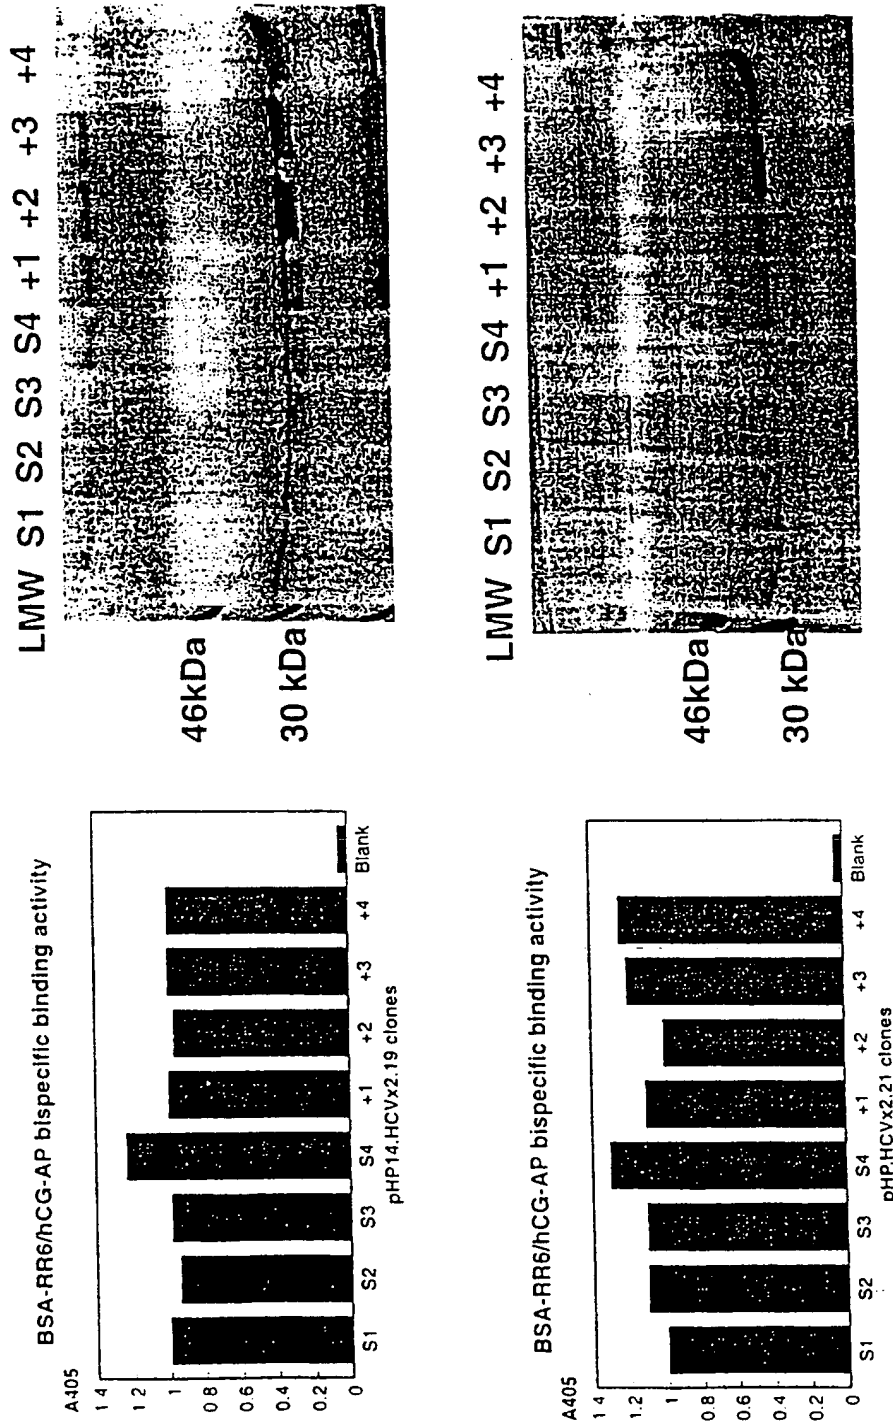 LMW S1 S2 S3 S4 +1 +2 +3 +4
46kDa
30 kDa
LMW S1 S2 S3 S4 +1 +2 +3 +4
46kDa
30 kDa
BSA-RR6/hCG-AP bispecific binding activity
A405
1 4
1 2
1
0 8
0 6
0.4
0.2
0
S1 S2 S3 S4 +1 +2 +3 +4 Blank
pHP14.HCVx2.19 clones
BSA-RR6/hCG-AP bispecific binding activity
A405
1 4
1.2
1
0.8
0.6
0.4
0.2
0
S1 S2 S3 S4 +1 +2 +3 +4 Blank
pHP.HCVx2.21 clones